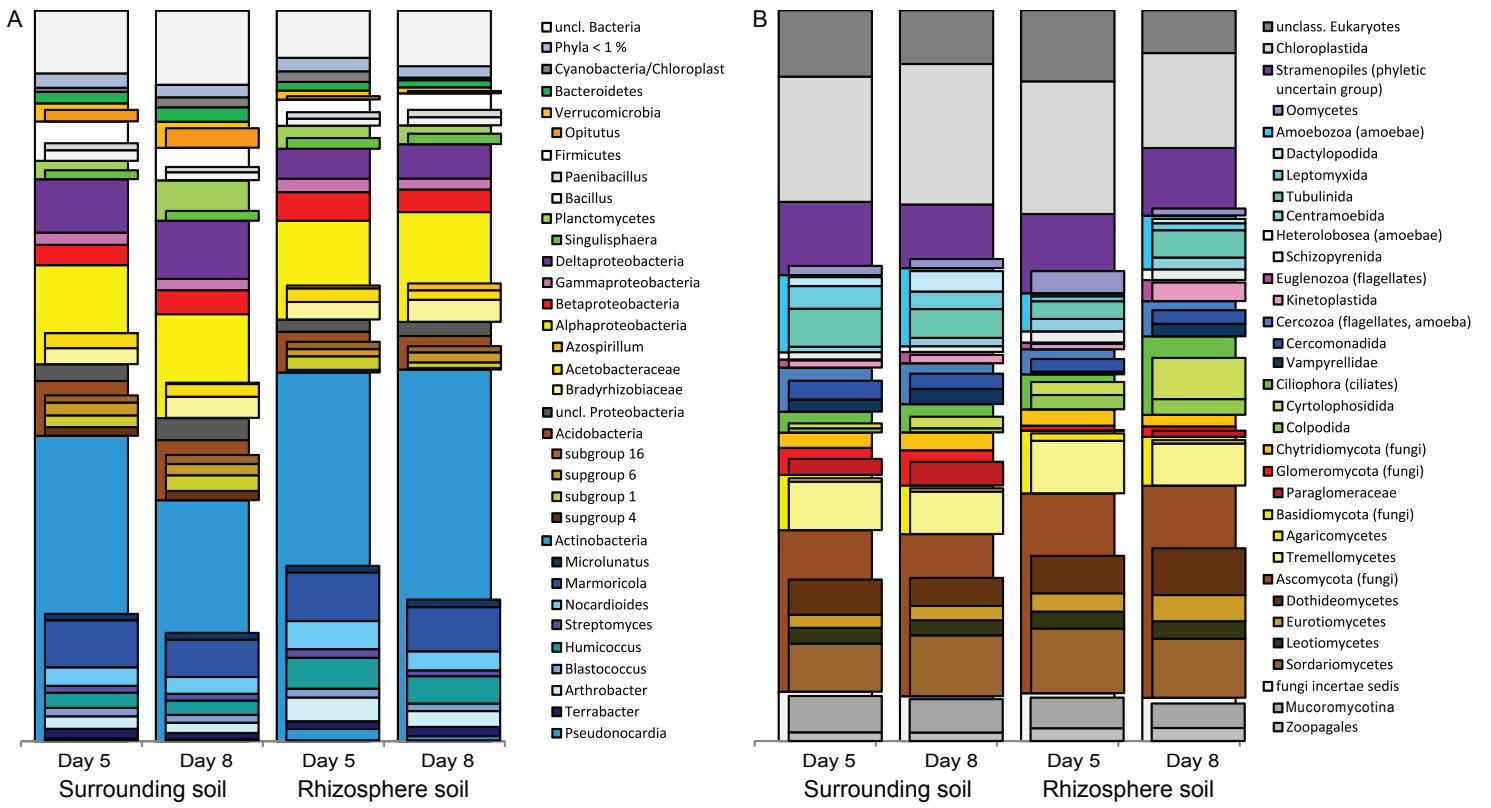 A
uncl. Bacteria
Phyla < 1 %
Cyanobacteria/Chloroplast
Bacteroidetes
Verrucomicrobia
Opitutus
Firmicutes
Paenibacillus
Bacillus
Planctomycetes
Singulisphaera
Deltaproteobacteria
Gammaproteobacteria
Betaproteobacteria
Alphaproteobacteria
Azospirillum
Acetobacteraceae
Bradyrhizobiaceae
uncl. Proteobacteria
Acidobacteria
subgroup 16
supgroup 6
subgroup 1
supgroup 4
Actinobacteria
Microlunatus
Marmoricola
Nocardioides
Streptomyces
Humicoccus
Blastococcus
Arthrobacter
Terrabacter
Pseudonocardia
Day 5
Day 8
Day 5
Day 8
Surrounding soil
Rhizosphere soil
B
unclass. Eukaryotes
Chloroplastida
Stramenopiles (phyletic
uncertain group)
Oomycetes
Amoebozoa (amoebae)
Dactylopodida
Leptomyxida
Tubulinida
Centramoebida
Heterolobosea (amoebae)
Schizopyrenida
Euglenozoa (flagellates)
Kinetoplastida
Cercozoa (flagellates, amoeba)
Cercomonadida
Vampyrellidae
Ciliophora (ciliates)
Cyrtolophosidida
Colpodida
Chytridiomycota (fungi)
Glomeromycota (fungi)
Paraglomeraceae
Basidiomycota (fungi)
Agaricomycetes
Tremellomycetes
Ascomycota (fungi)
Dothideomycetes
Eurotiomycetes
Leotiomycetes
Sordariomycetes
fungi incertae sedis
Mucoromycotina
Zoopagales
Day 5
Day 8
Day 5
Day 8
Surrounding soil
Rhizosphere soil